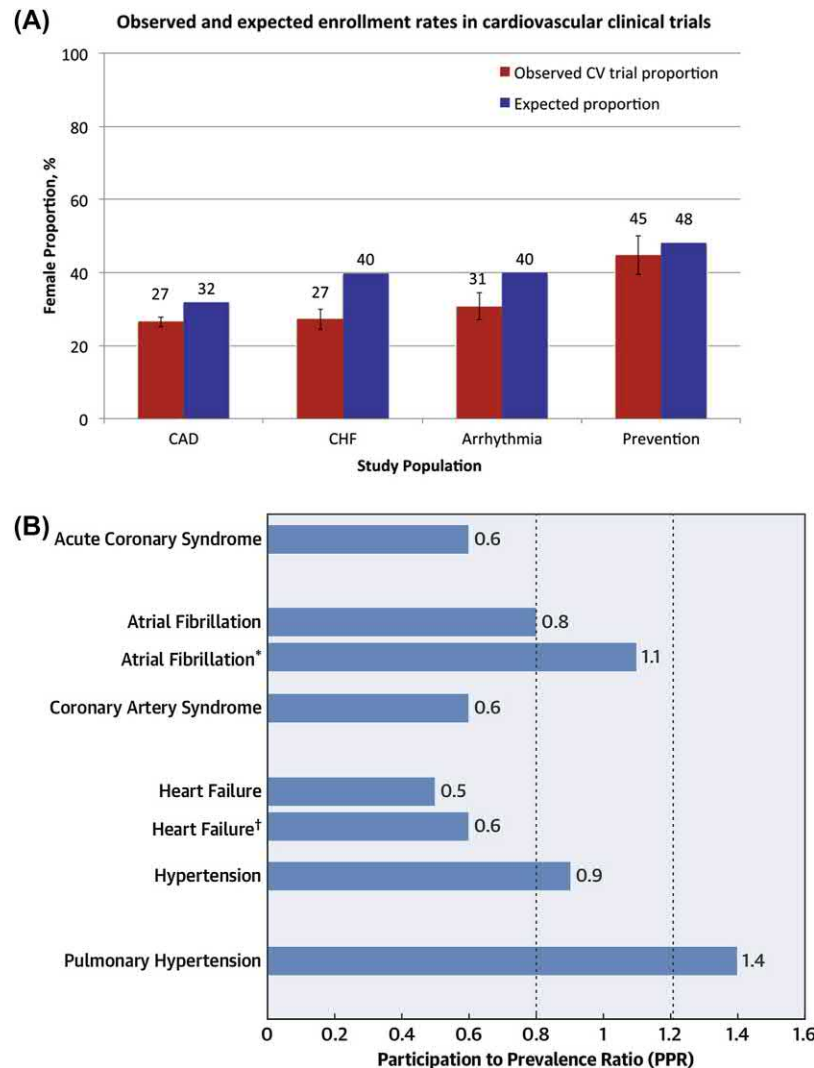 (A)
Observed and expected enrollment rates in cardiovascular clinical trials
100
80
60
40
20
0
Female Proportion, %
Observed CV trial proportion
Expected proportion
27 32
27 40
31 40
45 48
CAD CHF Arrhythmia Prevention
Study Population
(B)
Acute Coronary Syndrome 0.6
Atrial Fibrillation 0.8
Atrial Fibrillation* 1.1
Coronary Artery Syndrome 0.6
Heart Failure 0.5
Heart Failure† 0.6
Hypertension 0.9
Pulmonary Hypertension 1.4
0 0.2 0.4 0.6 0.8 1 1.2 1.4 1.6
Participation to Prevalence Ratio (PPR)